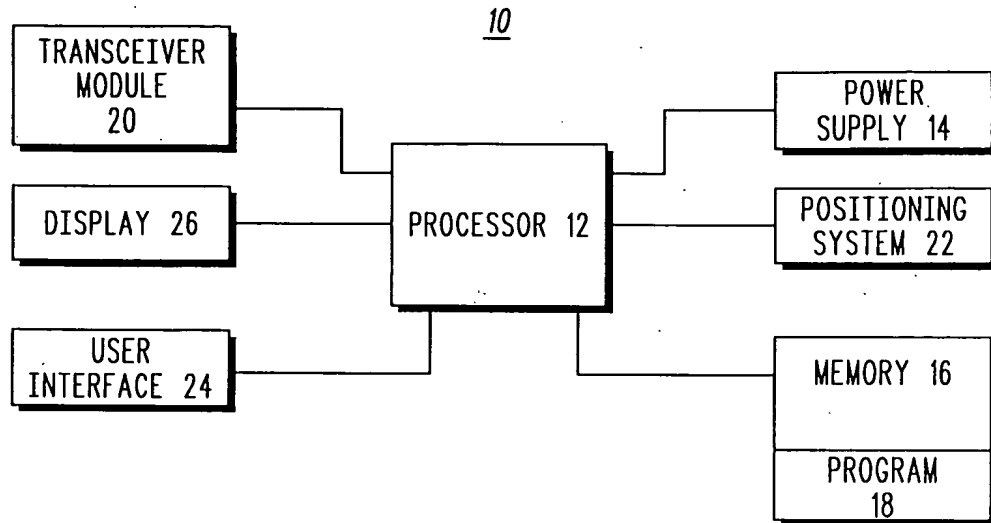 10
TRANSCEIVER
MODULE
20
POWER
SUPPLY 14
DISPLAY 26
PROCESSOR 12
POSITIONING
SYSTEM 22
USER
INTERFACE 24
MEMORY 16
PROGRAM
18